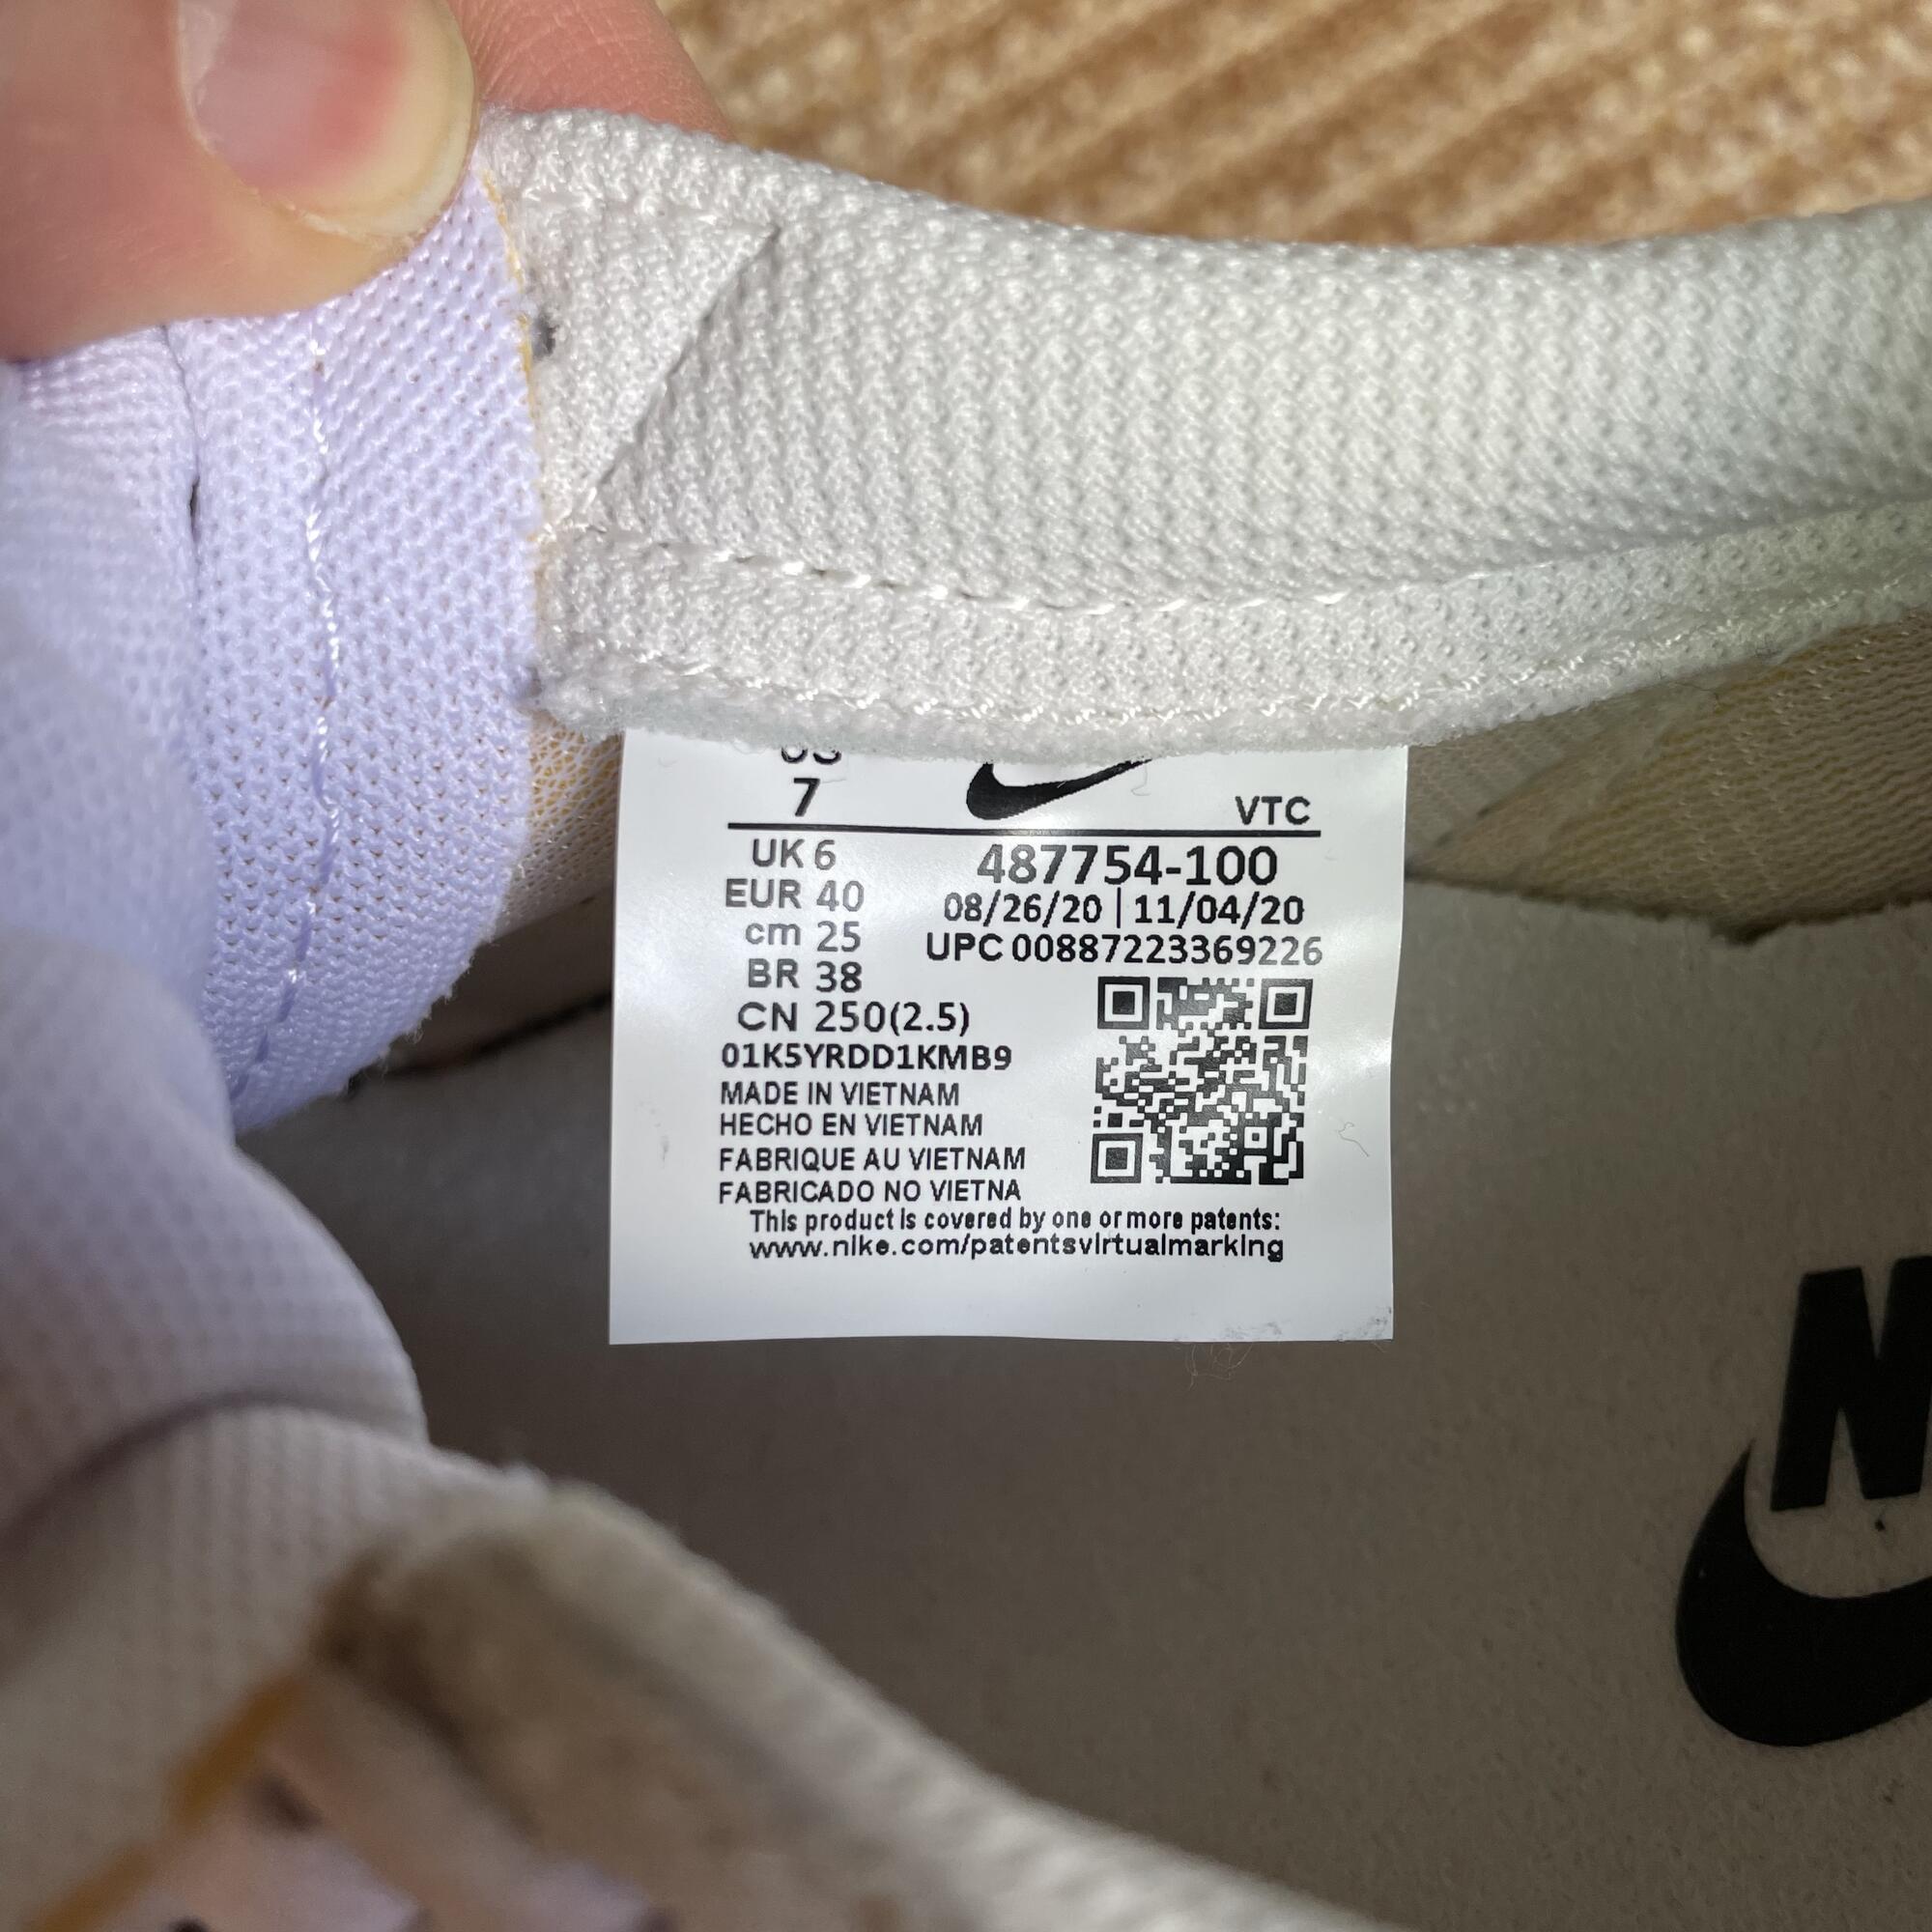 US
7
VTC
UK 6
487754-100
EUR 40
08/26/20 | 11/04/20
cm 25
UPC 00887223369226
BR 38
CN 250(2.5)
01K5YRDD1KMB9
MADE IN VIETNAM
HECHO EN VIETNAM
FABRIQUE AU VIETNAM
FABRICADO NO VIETNA
This product is covered by one or more patents:
www.nike.com/patentsvirtualmarking
N